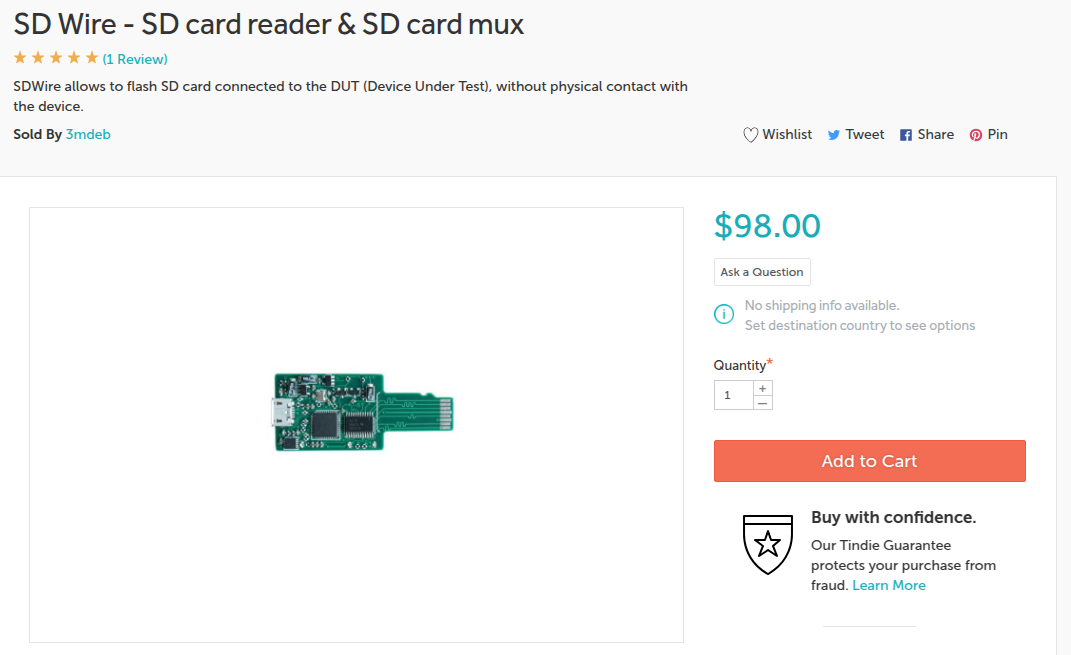 SD Wire - SD card reader & SD card mux
(1 Review)
SDWire allows to flash SD card connected to the DUT (Device Under Test), without physical contact with
the device.
Sold By 3mdeb
Wishlist Tweet Share Pin
$98.00
Ask a Question
No shipping info available.
Set destination country to see options
Quantity*
1
Add to Cart
Buy with confidence.
Our Tindie Guarantee
protects your purchase from
fraud. Learn More